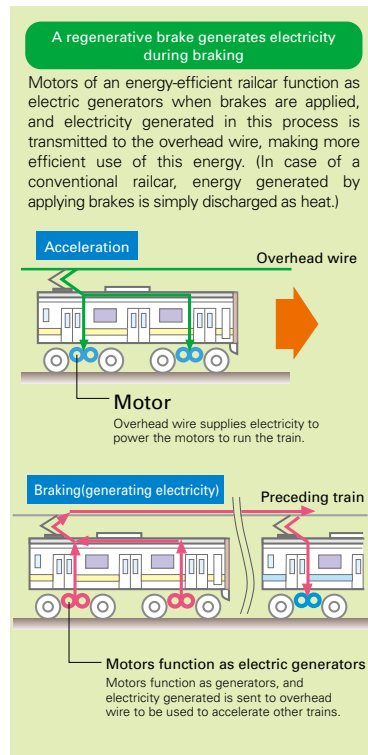 A regenerative brake generates electricity
during braking
Motors of an energy-efficient railcar function as
electric generators when brakes are applied,
and electricity generated in this process is
transmitted to the overhead wire, making more
efficient use of this energy. (In case of a
conventional railcar, energy generated by
applying brakes is simply discharged as heat.)
Acceleration
Overhead wire
Motor
Overhead wire supplies electricity to
power the motors to run the train.
Braking(generating electricity)
Preceding train
Motors function as electric generators
Motors function as generators, and
electricity generated is sent to overhead
wire to be used to accelerate other trains.